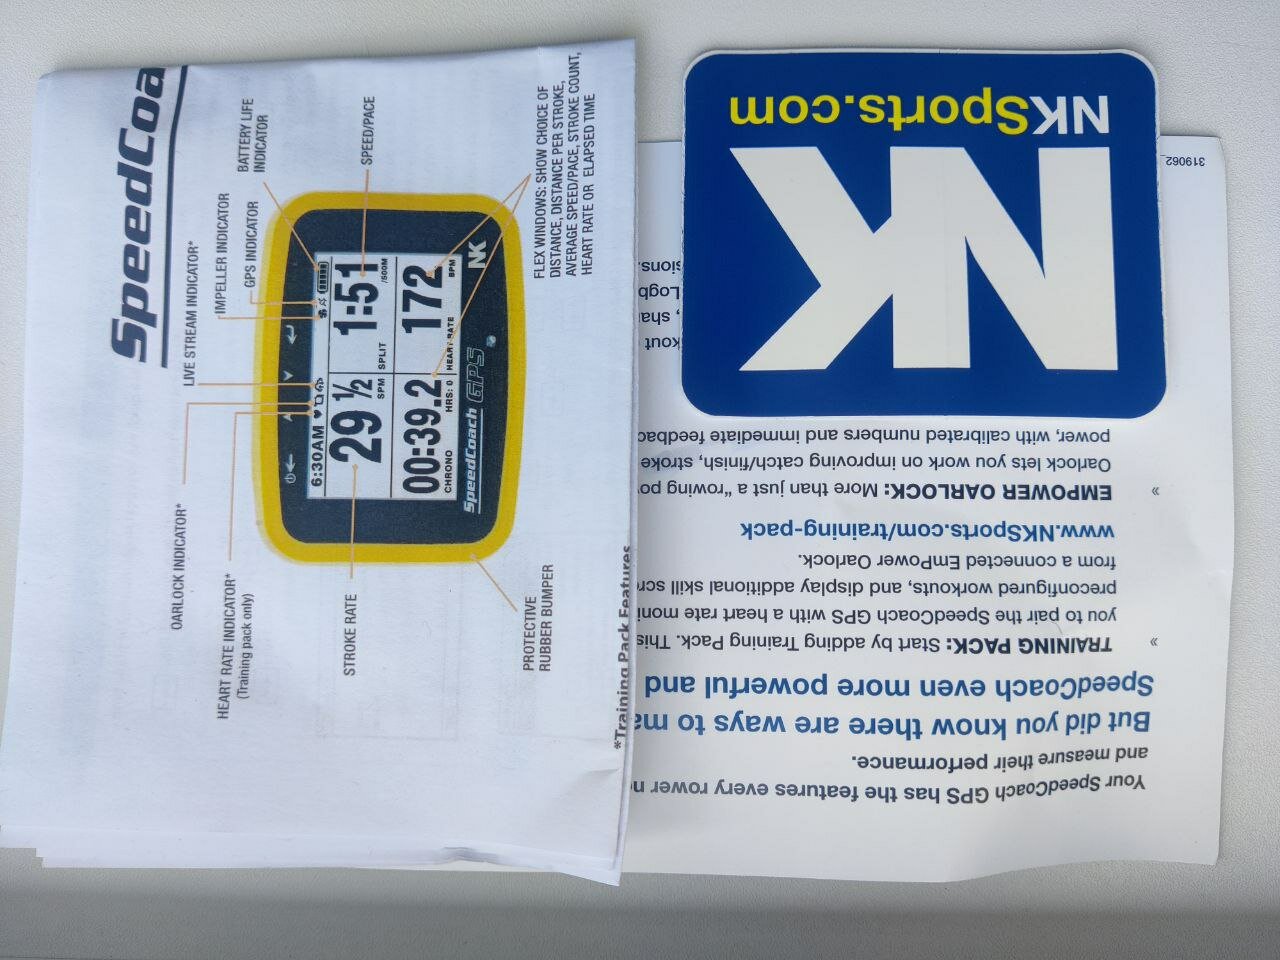 SpeedCoa
BATTERY LIFE
INDICATOR
SPEED/PACE
LIVE STREAM INDICATOR*
IMPELLER INDICATOR
GPS INDICATOR
FLEX WINDOWS: SHOW CHOICE OF
DISTANCE, DISTANCE PER STROKE,
AVERAGE SPEED/PACE, STROKE COUNT,
HEART RATE OR ELAPSED TIME
6:30AM
29 ½
SPM
1:51
SPLIT
/500M
00:39.2
CHRONO
HRS: 0
172
HEART RATE
BPM
SpeedCoach GPS
NK
OARLOCK INDICATOR*
HEART RATE INDICATOR*
(Training pack only)
STROKE RATE
PROTECTIVE
RUBBER BUMPER
*Training Pack Features
NK
NKSports.com
Your SpeedCoach GPS has the features every rower
and measure their performance.
But did you know there are ways to
SpeedCoach even more powerful and
» TRAINING PACK: Start by adding Training Pack.
you to pair the SpeedCoach GPS with a heart rate
preconfigured workouts, and display additional skill
from a connected EmPower Oarlock.
www.NKSports.com/training-pack
» EMPOWER OARLOCK: More than just a "rowing
Oarlock lets you work on improving catch/finish, stroke
power, with calibrated numbers and immediate
319062